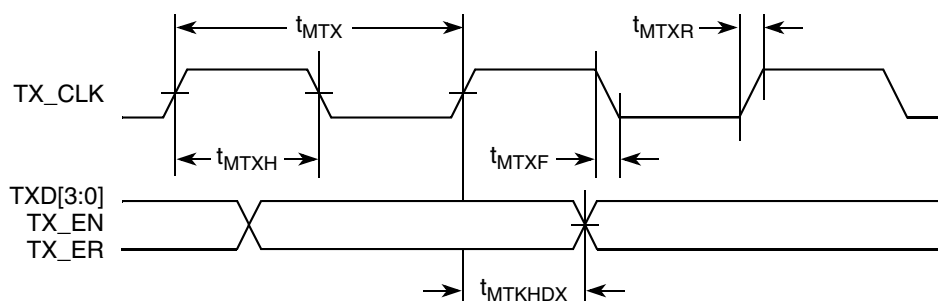 tMTX
tMTXR
TX_CLK
tMTXH
tMTXF
TXD[3:0]
TX_EN
TX_ER
tMTKHDX